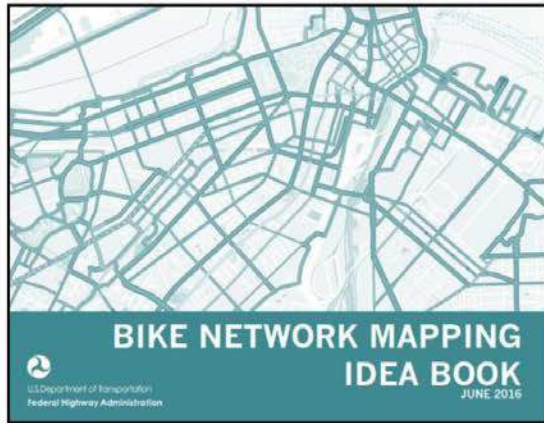 BIKE NETWORK MAPPING
IDEA BOOK
JUNE 2016
U.S.Department of Transportation
Federal Highway Administration